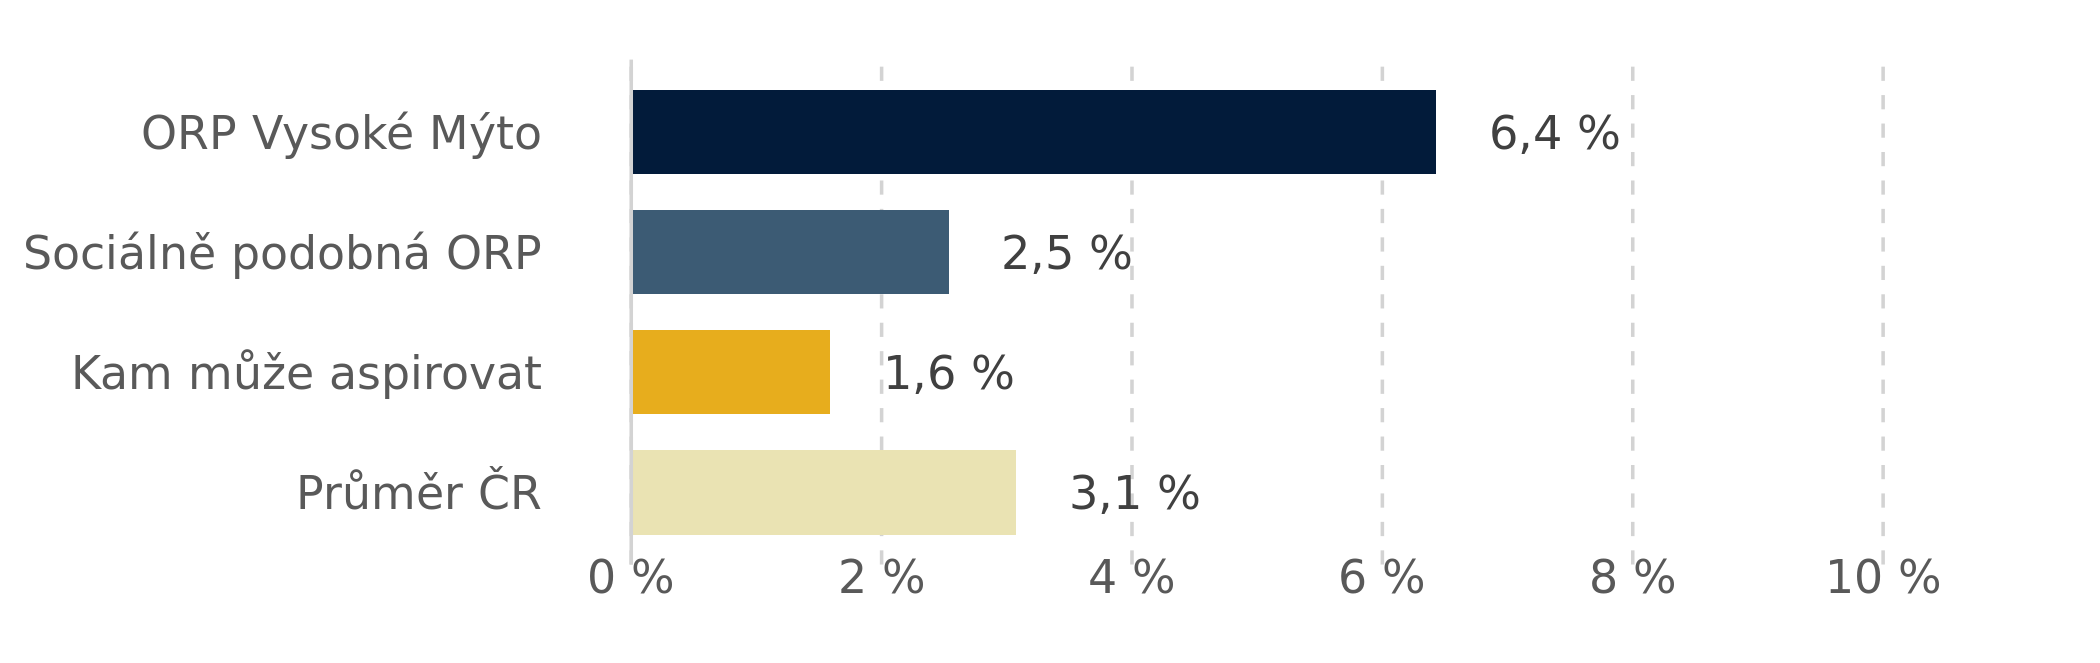 ORP Vysoké Mýto 6,4 %
Sociálně podobná ORP 2,5 %
Kam může aspirovat 1,6 %
Průměr ČR 3,1 %
0 % 2 % 4 % 6 % 8 % 10 %